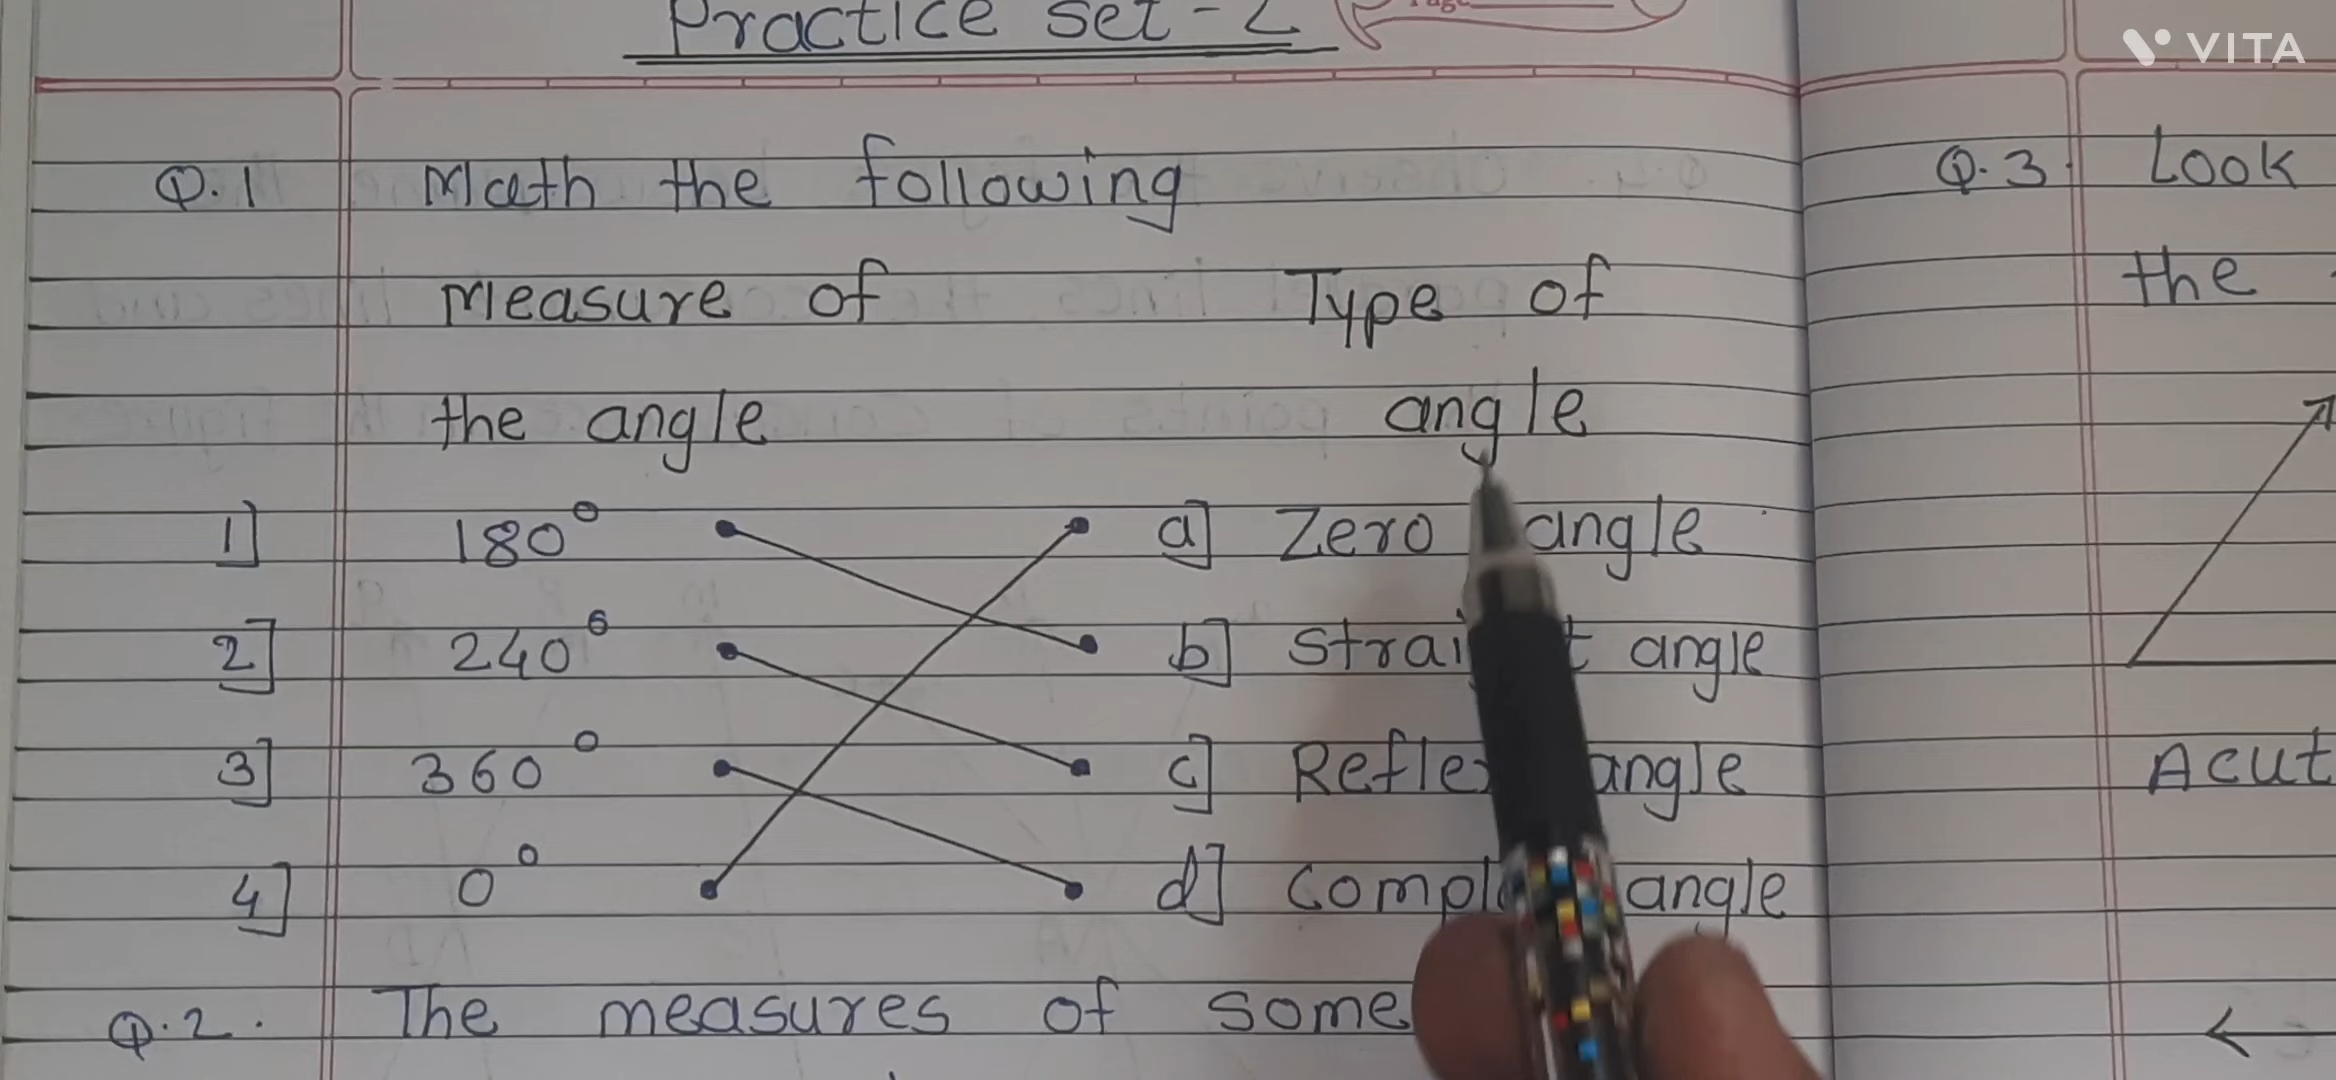 Practice set - 2
VITA
Q.1 Math the following
Measure of Type of
the angle angle
1] 180° a] Zero angle
2] 240° b] angle
3] 360° c] angle
4] 0° d] angle
Q.2. The measures of some
Q.3. Look
the